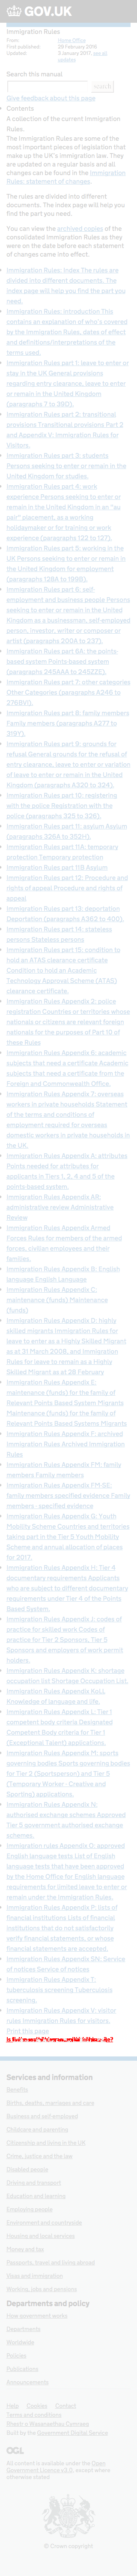 GOV.UK
Immigration Rules
From:
Home Office
First published:
29 February 2016
Updated:
see all
updates
Search this manual
Give feedback about this page
Contents
A collection of the current Immigration
Rules.
The Immigration Rules are some of the
most important pieces of legislation that
make up the UK's immigration law. They
are updated on a regular basis and all
changes can be found in the Immigration
Rules: statement of changes.
The rules are divided into different
documents. The index page will help you
find the part you need.
You can view the archived copies of
consolidated Immigration Rules as they
were prior to specified dates of changes
coming into effect.
Immigration Rules: Index The rules are
divided into different documents. The
index page will help you find the part you
need.
Immigration Rules: introduction This
contains an explanation of who's covered
by the Immigration Rules, dates of effect
and definitions/interpretations of the
terms used.
Immigration Rules part 1: leave to enter or
stay in the UK General provisions
regarding entry clearance, leave to enter
or remain in the United Kingdom
(paragraphs 7 to 39E).
Immigration Rules part 2: transitional
provisions Transitional provisions Part 2
and Appendix V: Immigration Rules for
Visitors.
Immigration Rules part 3: students
Persons seeking to enter or remain in the
United Kingdom for studies.
Immigration Rules part 4: work
experience Persons seeking to enter or
remain in the United Kingdom in an "au
pair" placement, as a working
holidaymaker or for training or work
experience (paragraphs 122 to 127).
Immigration Rules part 5: working in the
UK Persons seeking to enter or remain in
the United Kingdom for employment
(paragraphs 128A to 199B).
Immigration Rules part 6: self-
employment and business people Persons
seeking to enter or remain in the United
Kingdom as a businessman, self employed
person, investor, writer or composer or
artist (paragraphs 200A to 237).
Immigration Rules part 6A: the points-
based system Points-based system
(paragraphs 245AAA to 245ZZE).
Immigration Rules part 7: other categories
Other Categories (paragraphs A246 to
276BVI).
Immigration Rules part 8: family members
Family members (paragraphs A277 to
319Y).
Immigration Rules part 9: grounds for
refusal General grounds for the refusal of
entry clearance, leave to enter or variation
of leave to enter or remain in the United
Kingdom (paragraphs A320 to 324).
Immigration Rules part 10: registering
with the police Registration with the
police (paragraphs 325 to 326).
Immigration Rules part 11: asylum Asylum
(paragraphs 326A to 352H).
Immigration Rules part 11A: temporary
protection Temporary protection
Immigration Rules part 11B Asylum
Immigration Rules part 12: Procedure and
rights of appeal Procedure and rights of
appeal
Immigration Rules part 13: deportation
Deportation (paragraphs A362 to 400).
Immigration Rules part 14: stateless
persons Stateless persons
Immigration Rules part 15: condition to
hold an ATAS clearance certificate
Condition to hold an Academic
Technology Approval Scheme (ATAS)
clearance certificate.
Immigration Rules Appendix 2: police
registration Countries or territories whose
nationals or citizens are relevant foreign
nationals for the purposes of Part 10 of
these Rules
Immigration Rules Appendix 6: academic
subjects that need a certificate Academic
subjects that need a certificate from the
Foreign and Commonwealth Office.
Immigration Rules Appendix 7: overseas
workers in private households Statement
of the terms and conditions of
employment required for overseas
domestic workers in private households in
the UK.
Immigration Rules Appendix A: attributes
Points needed for attributes for
applicants in Tiers 1, 2, 4 and 5 of the
points-based system.
Immigration Rules Appendix AR:
administrative review Administrative
Review
Immigration Rules Appendix Armed
Forces Rules for members of the armed
forces, civilian employees and their
families.
Immigration Rules Appendix B: English
language English Language
Immigration Rules Appendix C:
maintenance (funds) Maintenance
(funds)
Immigration Rules Appendix D: highly
skilled migrants Immigration Rules for
leave to enter as a Highly Skilled Migrant
as at 31 March 2008, and Immigration
Rules for leave to remain as a Highly
Skilled Migrant as at 28 February
Immigration Rules Appendix E:
maintenance (funds) for the family of
Relevant Points Based System Migrants
Maintenance (funds) for the family of
Relevant Points Based Systems Migrants
Immigration Rules Appendix F: archived
Immigration Rules Archived Immigration
Rules
Immigration Rules Appendix FM: family
members Family members
Immigration Rules Appendix FM-SE:
family members specified evidence Family
members - specified evidence
Immigration Rules Appendix G: Youth
Mobility Scheme Countries and territories
taking part in the Tier 5 Youth Mobility
Scheme and annual allocation of places
for 2017.
Immigration Rules Appendix H: Tier 4
documentary requirements Applicants
who are subject to different documentary
requirements under Tier 4 of the Points
Based System.
Immigration Rules Appendix J: codes of
practice for skilled work Codes of
practice for Tier 2 Sponsors, Tier 5
Sponsors and employers of work permit
holders.
Immigration Rules Appendix K: shortage
occupation list Shortage Occupation List.
Immigration Rules Appendix KoLL
Knowledge of language and life.
Immigration Rules Appendix L: Tier 1
competent body criteria Designated
Competent Body criteria for Tier 1
(Exceptional Talent) applications.
Immigration Rules Appendix M: sports
governing bodies Sports governing bodies
for Tier 2 (Sportsperson) and Tier 5
(Temporary Worker - Creative and
Sporting) applications.
Immigration Rules Appendix N:
authorised exchange schemes Approved
Tier 5 government authorised exchange
schemes.
Immigration rules Appendix O: approved
English language tests List of English
language tests that have been approved
by the Home Office for English language
requirements for limited leave to enter or
remain under the Immigration Rules.
Immigration Rules Appendix P: lists of
financial institutions Lists of financial
institutions that do not satisfactorily
verify financial statements, or whose
financial statements are accepted.
Immigration Rules Appendix SN: Service
of notices Service of notices
Immigration Rules Appendix T:
tuberculosis screening Tuberculosis
screening.
Immigration Rules Appendix V: visitor
rules Immigration Rules for visitors.
Print this page
Services and information
Benefits
Births, deaths, marriages and care
Business and self-employed
Childcare and parenting
Citizenship and living in the UK
Crime, justice and the law
Disabled people
Driving and transport
Education and learning
Employing people
Environment and countryside
Housing and local services
Money and tax
Passports, travel and living abroad
Visas and immigration
Working, jobs and pensions
Departments and policy
How government works
Departments
Worldwide
Policies
Publications
Announcements
Help Cookies Contact
Terms and conditions
Rhestr o Wasanaethau Cymraeg
Built by the Government Digital Service
OGL
All content is available under the Open
Government Licence v3.0, except where
otherwise stated
© Crown copyright